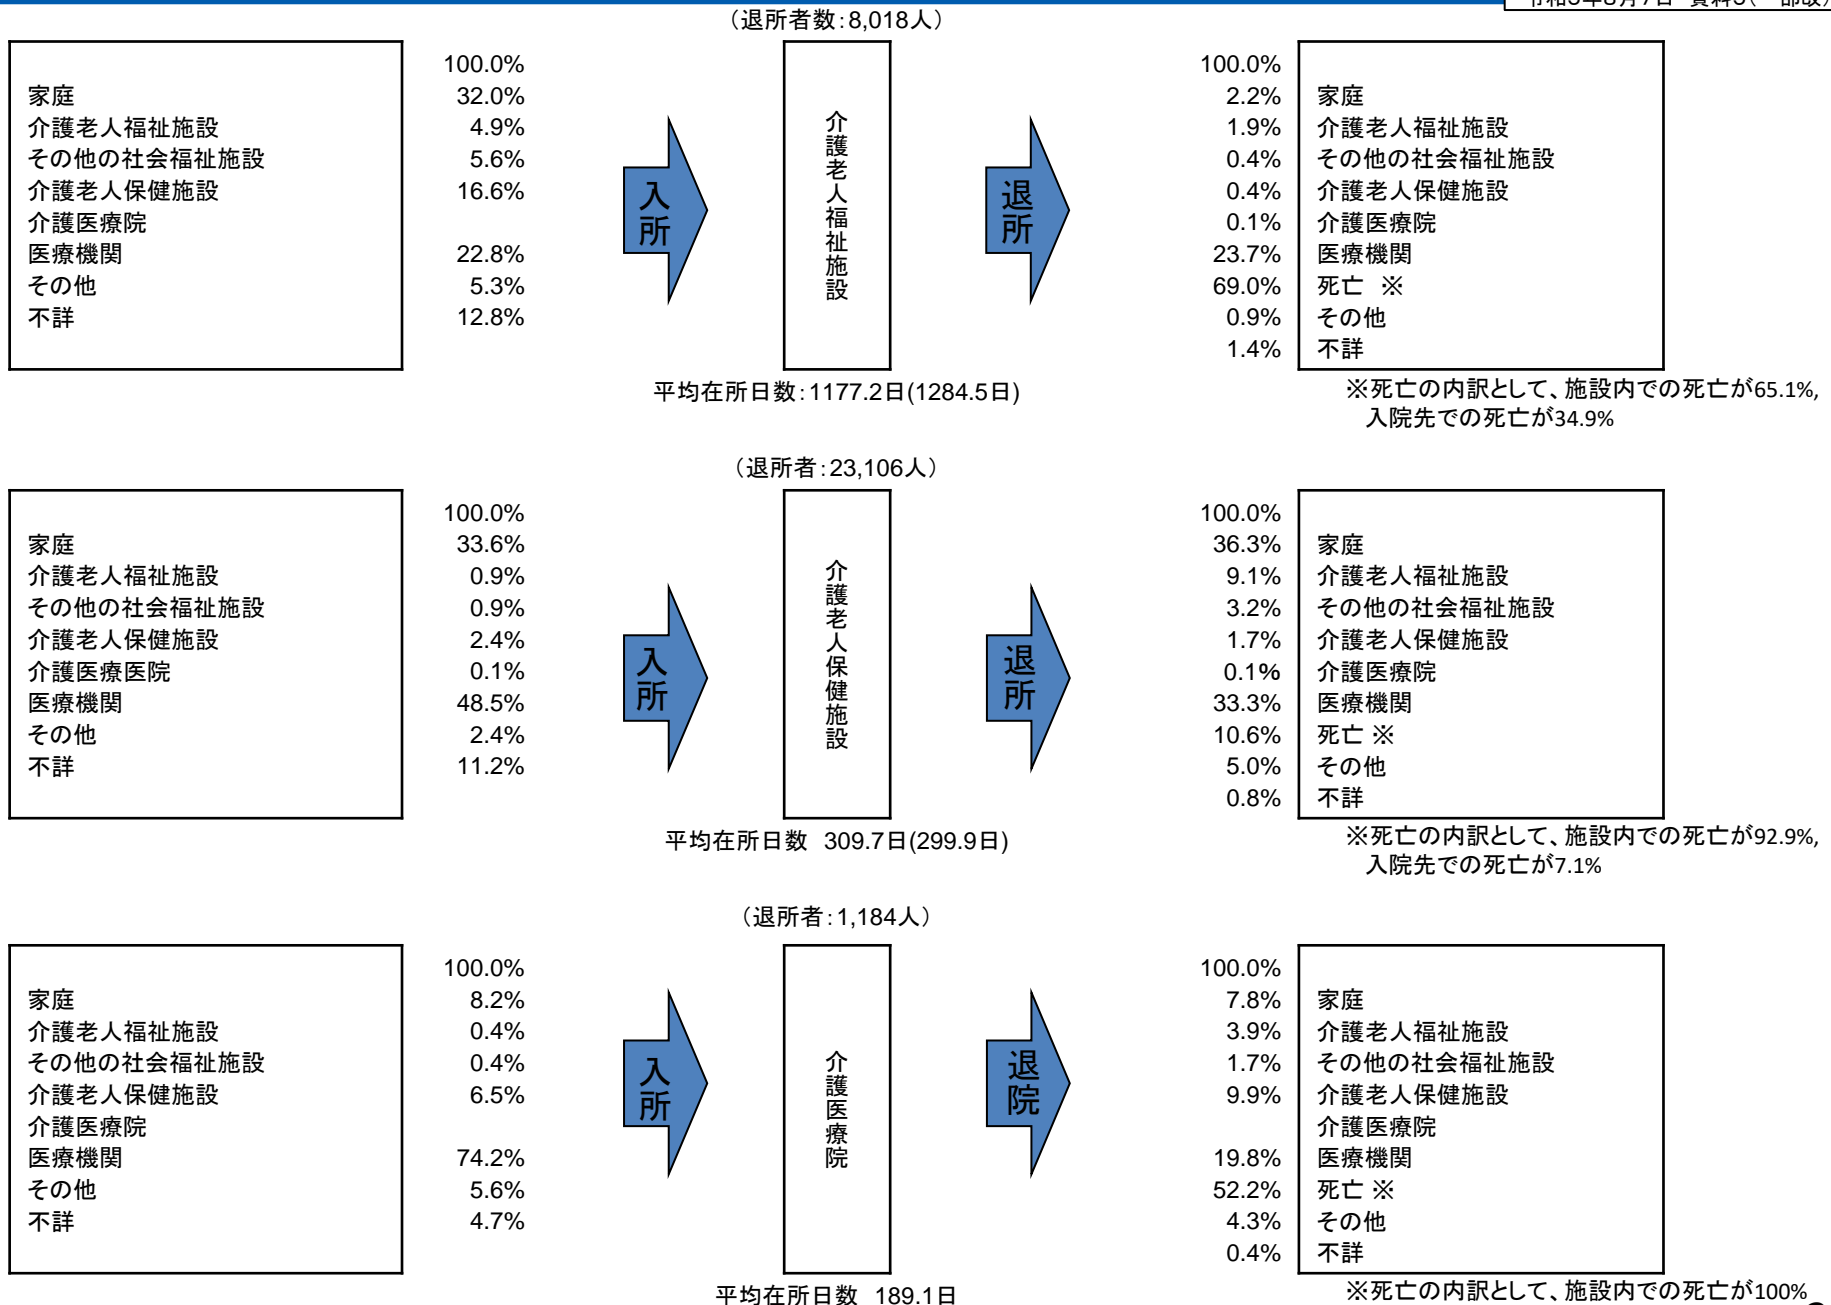 （退所者数：8,018人）
100.0%
家庭 32.0%
介護老人福祉施設 4.9%
その他の社会福祉施設 5.6%
介護老人保健施設 16.6%
介護医療院
医療機関 22.8%
その他 5.3%
不詳 12.8%
入所
介護老人福祉施設
退所
100.0%
2.2% 家庭
1.9% 介護老人福祉施設
0.4% その他の社会福祉施設
0.4% 介護老人保健施設
0.1% 介護医療院
23.7% 医療機関
69.0% 死亡 ※
0.9% その他
1.4% 不詳
平均在所日数：1177.2日(1284.5日)
※死亡の内訳として、施設内での死亡が65.1%,
入院先での死亡が34.9%
（退所者：23,106人）
100.0%
家庭 33.6%
介護老人福祉施設 0.9%
その他の社会福祉施設 0.9%
介護老人保健施設 2.4%
介護医療医院 0.1%
医療機関 48.5%
その他 2.4%
不詳 11.2%
入所
介護老人保健施設
退所
100.0%
36.3% 家庭
9.1% 介護老人福祉施設
3.2% その他の社会福祉施設
1.7% 介護老人保健施設
0.1% 介護医療院
33.3% 医療機関
10.6% 死亡 ※
5.0% その他
0.8% 不詳
平均在所日数 309.7日(299.9日)
※死亡の内訳として、施設内での死亡が92.9%,
入院先での死亡が7.1%
（退所者：1,184人）
100.0%
家庭 8.2%
介護老人福祉施設 0.4%
その他の社会福祉施設 0.4%
介護老人保健施設 6.5%
介護医療院
医療機関 74.2%
その他 5.6%
不詳 4.7%
入所
介護医療院
退院
100.0%
7.8% 家庭
3.9% 介護老人福祉施設
1.7% その他の社会福祉施設
9.9% 介護老人保健施設
介護医療院
19.8% 医療機関
52.2% 死亡 ※
4.3% その他
0.4% 不詳
平均在所日数 189.1日
※死亡の内訳として、施設内での死亡が100%